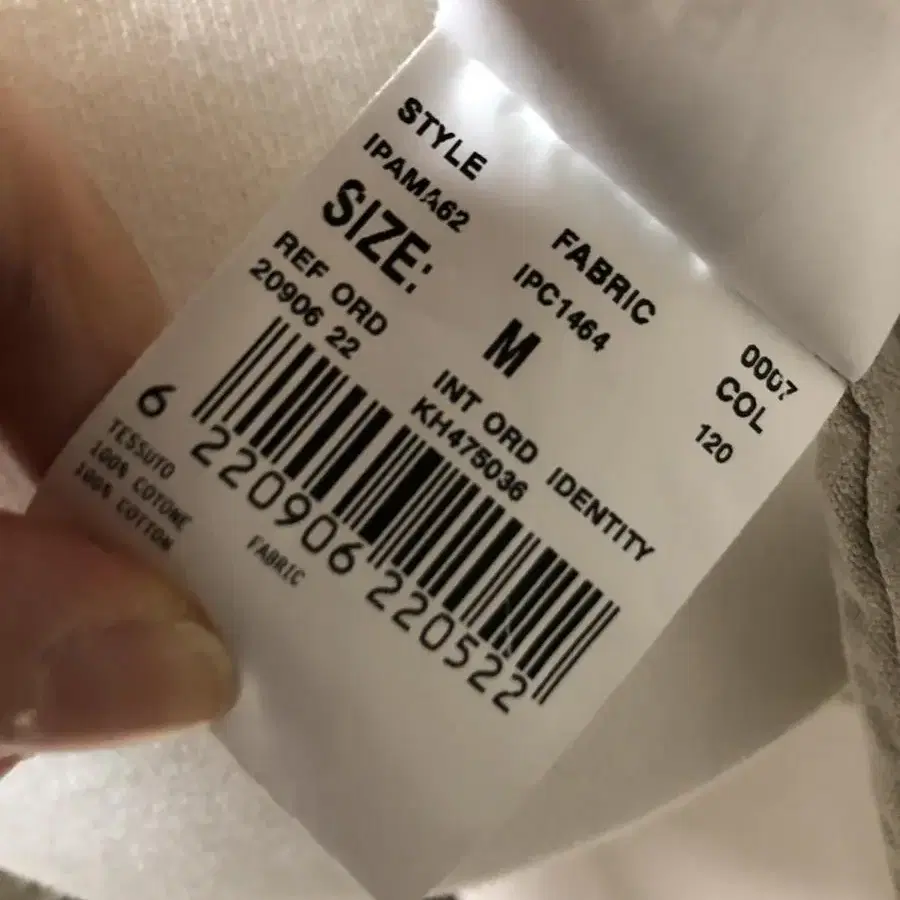 STYLE FABRIC 0007
IPAMA62 IPC1464 COL
SIZE: M 120
REF ORD INT ORD IDENTITY
20906 22 KH475036
6 220906 220522
TESSUTO FABRIC
100% COTONE
100% COTTON